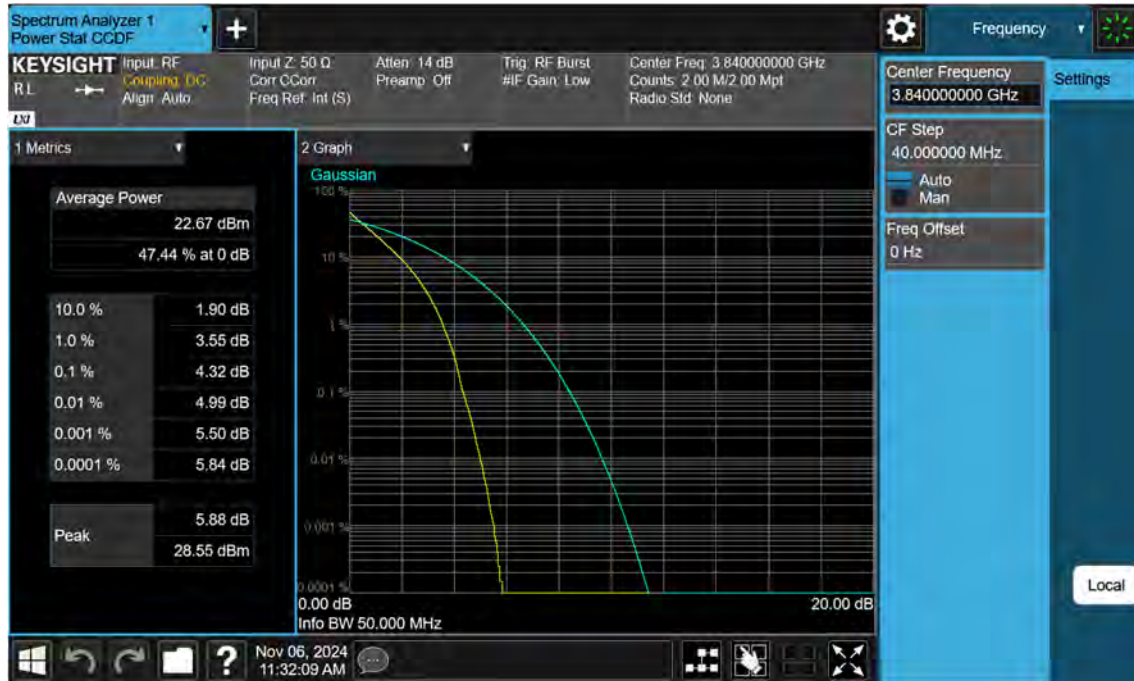 Spectrum Analyzer 1
Power Stat CCDF
+
Frequency
KEYSIGHT
RL
LXI
Input: RF
Coupling: DC
Align: Auto
Input Z: 50 Ω
Corr CCorr
Freq Ref: Int (S)
Atten: 14 dB
Preamp: Off
Trig: RF Burst
#IF Gain: Low
Center Freq: 3.840000000 GHz
Counts: 2.00 M/2.00 Mpt
Radio Std: None
Center Frequency
3.840000000 GHz
Settings
CF Step
40.000000 MHz
Auto
Man
Freq Offset
0 Hz
1 Metrics
Average Power
22.67 dBm
47.44 % at 0 dB
10.0 % 1.90 dB
1.0 % 3.55 dB
0.1 % 4.32 dB
0.01 % 4.99 dB
0.001 % 5.50 dB
0.0001 % 5.84 dB
Peak
5.88 dB
28.55 dBm
2 Graph
Gaussian
100 %
10 %
1 %
0.1 %
0.01 %
0.001 %
0.0001 %
0.00 dB 20.00 dB
Info BW 50.000 MHz
Local
?
Nov 06, 2024
11:32:09 AM